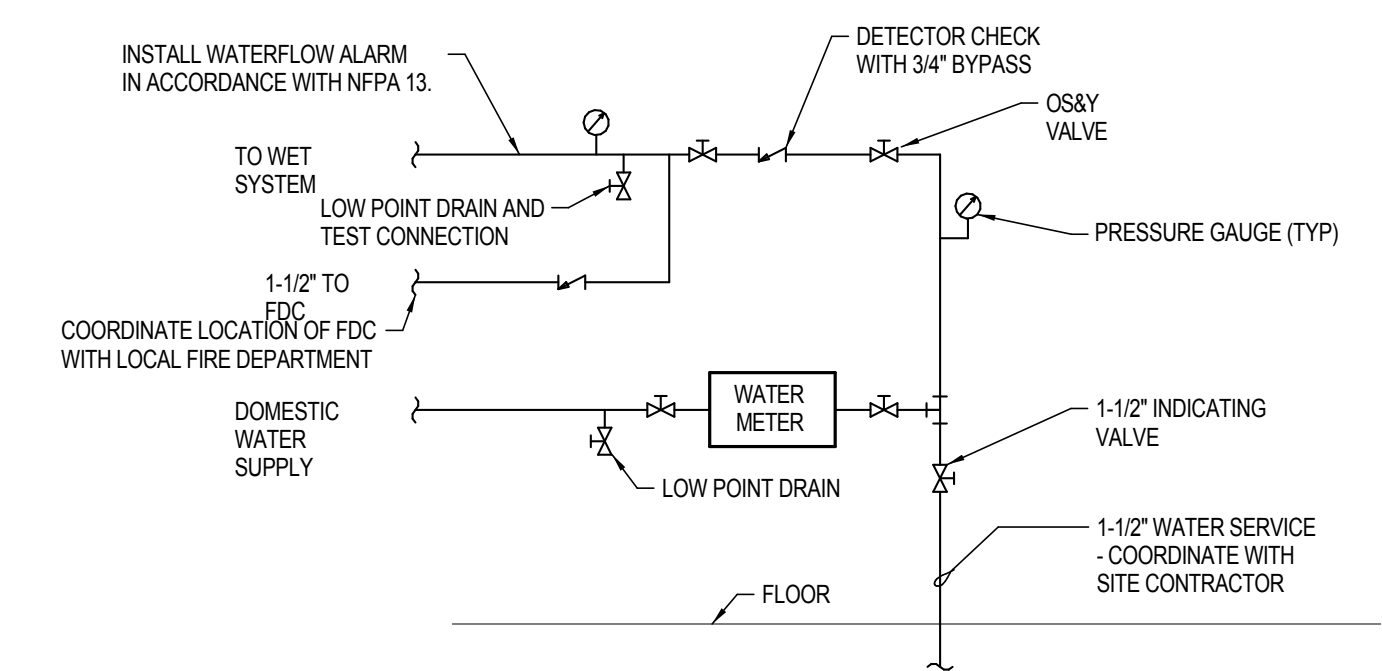 INSTALL WATERFLOW ALARM
IN ACCORDANCE WITH NFPA 13.
DETECTOR CHECK
WITH 3/4" BYPASS
OS&Y
VALVE
TO WET
SYSTEM
LOW POINT DRAIN AND
TEST CONNECTION
PRESSURE GAUGE (TYP)
1-1/2" TO
FDC
COORDINATE LOCATION OF FDC
WITH LOCAL FIRE DEPARTMENT
WATER
METER
DOMESTIC
WATER
SUPPLY
1-1/2" INDICATING
VALVE
LOW POINT DRAIN
1-1/2" WATER SERVICE
- COORDINATE WITH
SITE CONTRACTOR
FLOOR